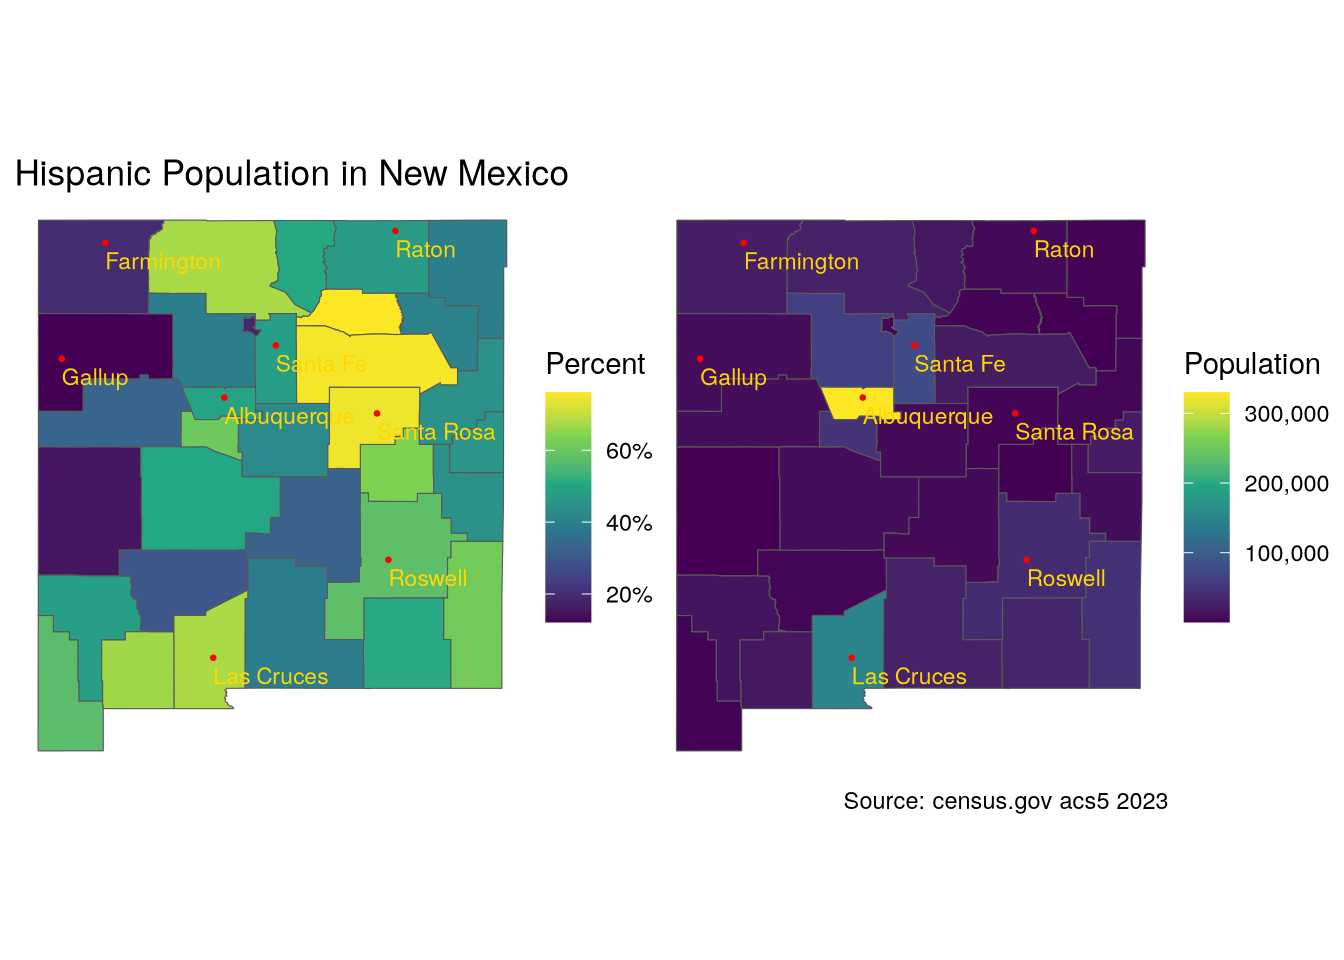 Hispanic Population in New Mexico
Farmington
Raton
Gallup
Santa Fe
Albuquerque
Santa Rosa
Roswell
Las Cruces
Percent
60%
40%
20%
Farmington
Raton
Gallup
Santa Fe
Albuquerque
Santa Rosa
Roswell
Las Cruces
Population
300,000
200,000
100,000
Source: census.gov acs5 2023